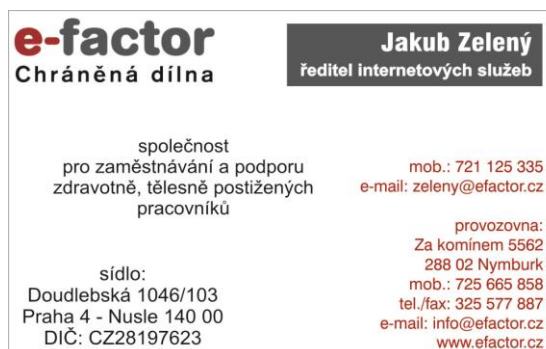 e-factor
Chráněná dílna
Jakub Zelený
ředitel internetových služeb
společnost
pro zaměstnávání a podporu
zdravotně, tělesně postižených
pracovníků
mob.: 721 125 335
e-mail: zeleny@efactor.cz
sídlo:
Doudlebská 1046/103
Praha 4 - Nusle 140 00
DIČ: CZ28197623
provozovna:
Za komínem 5562
288 02 Nymburk
mob.: 725 665 858
tel./fax: 325 577 887
e-mail: info@efactor.cz
www.efactor.cz